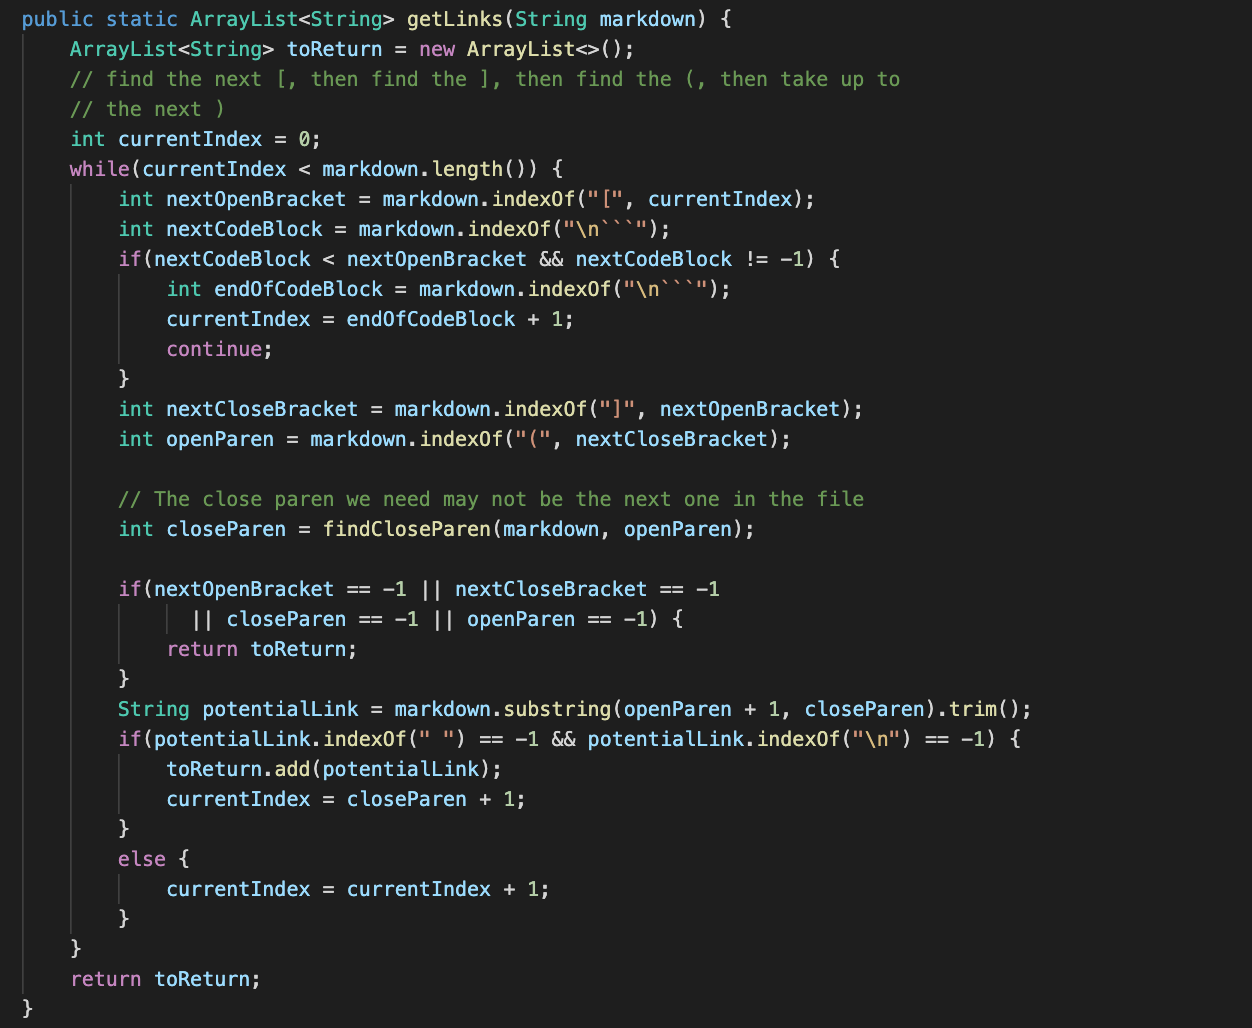 public static ArrayList<String> getLinks(String markdown) {
    ArrayList<String> toReturn = new ArrayList<>();
    // find the next [, then find the ], then find the (, then take up to
    // the next )
    int currentIndex = 0;
    while(currentIndex < markdown.length()) {
        int nextOpenBracket = markdown.indexOf("[", currentIndex);
        int nextCodeBlock = markdown.indexOf("\n```");
        if(nextCodeBlock < nextOpenBracket && nextCodeBlock != -1) {
            int endOfCodeBlock = markdown.indexOf("\n```");
            currentIndex = endOfCodeBlock + 1;
            continue;
        }
        int nextCloseBracket = markdown.indexOf("]", nextOpenBracket);
        int openParen = markdown.indexOf("(", nextCloseBracket);

        // The close paren we need may not be the next one in the file
        int closeParen = findCloseParen(markdown, openParen);

        if(nextOpenBracket == -1 || nextCloseBracket == -1
              || closeParen == -1 || openParen == -1) {
            return toReturn;
        }
        String potentialLink = markdown.substring(openParen + 1, closeParen).trim();
        if(potentialLink.indexOf(" ") == -1 && potentialLink.indexOf("\n") == -1) {
            toReturn.add(potentialLink);
            currentIndex = closeParen + 1;
        }
        else {
            currentIndex = currentIndex + 1;
        }
    }
    return toReturn;
}